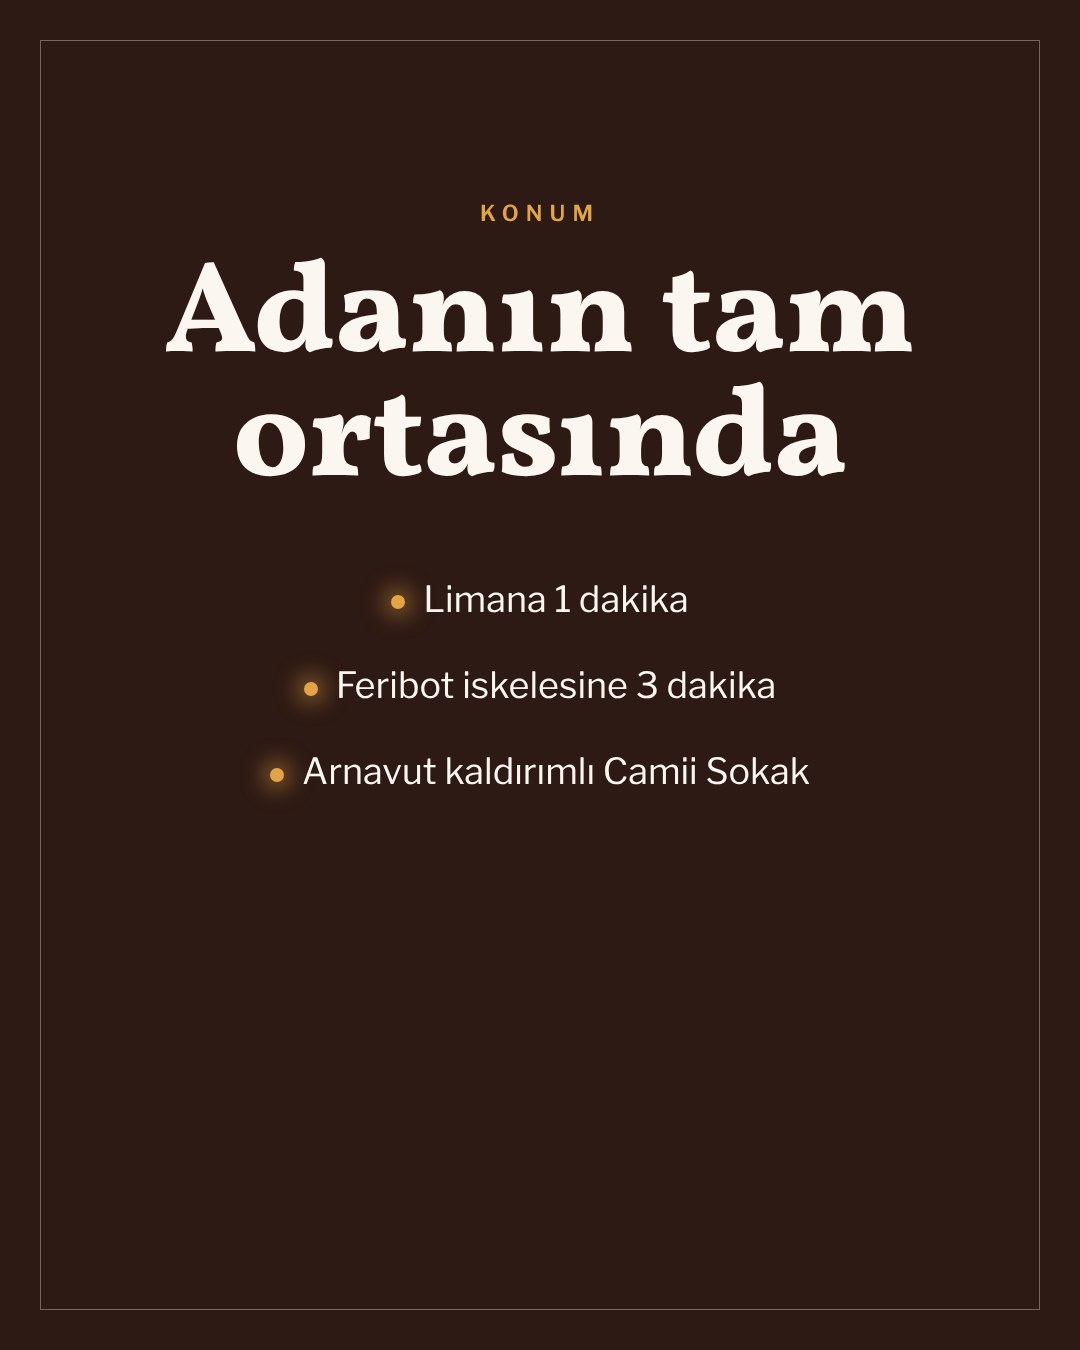 KONUM
Adanın tam
ortasında
Limana 1 dakika
Feribot iskelesine 3 dakika
Arnavut kaldırımlı Camii Sokak